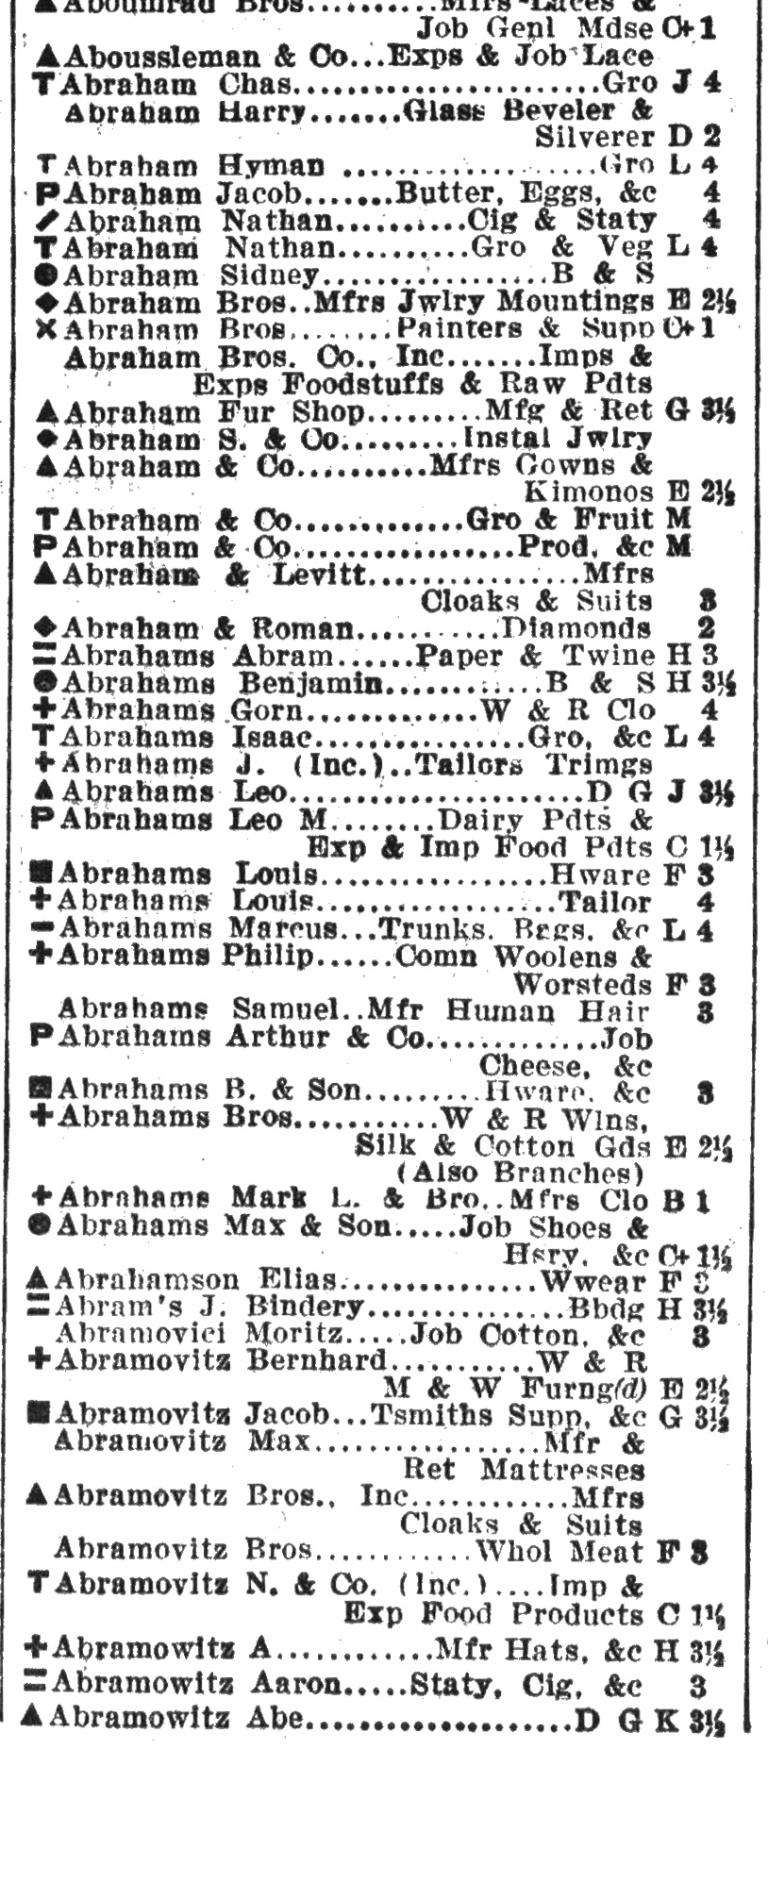 ▲Aboumrad Bros..........Mfrs Laces &
Job Genl Mdse C+1
▲Aboussleman & Co...Exps & Job Lace
T Abraham Chas.......................Gro J 4
Abraham Harry.......Glass Beveler &
Silverer D 2
T Abraham Hyman ...................Gro L 4
P Abraham Jacob.......Butter, Eggs, &c 4
Abraham Nathan..........Cig & Staty 4
T Abraham Nathan..........Gro & Veg L 4
●Abraham Sidney.................B & S
◆Abraham Bros..Mfrs Jwlry Mountings E 2½
✕Abraham Bros.........Painters & Supp C+1
Abraham Bros. Co., Inc.......Imps &
Exps Foodstuffs & Raw Pdts
▲Abraham Fur Shop.........Mfg & Ret G 3½
◆Abraham S. & Co.........Instal Jwlry
▲Abraham & Co..........Mfrs Gowns &
Kimonos E 2½
T Abraham & Co.............Gro & Fruit M
P Abraham & Co.................Prod, &c M
▲Abraham & Levitt................Mfrs
Cloaks & Suits 3
◆Abraham & Roman...........Diamonds 2
=Abrahams Abram......Paper & Twine H 3
●Abrahams Benjamin............B & S H 3½
+Abrahams Gorn.............W & R Clo 4
T Abrahams Isaac................Gro, &c L 4
+Abrahams J. (Inc.)..Tailors Trimgs
▲Abrahams Leo.......................D G J 3½
P Abrahams Leo M........Dairy Pdts &
Exp & Imp Food Pdts C 1½
■Abrahams Louis.................Hware F 3
+Abrahams Louis..................Tailor 4
-Abrahams Marcus...Trunks, Bags, &c L 4
+Abrahams Philip......Comn Woolens &
Worsteds F 3
Abrahams Samuel..Mfr Human Hair 3
P Abrahams Arthur & Co.............Job
Cheese, &c
■Abrahams B. & Son.........Hware, &c 3
+Abrahams Bros...........W & R Wlns,
Silk & Cotton Gds E 2½
(Also Branches)
+Abrahams Mark L. & Bro..Mfrs Clo B 1
●Abrahams Max & Son.....Job Shoes &
Hsry, &c C+1½
▲Abrahamson Elias................Wwear F 3
=Abram's J. Bindery...............Bbdg H 3½
Abramovici Moritz.....Job Cotton, &c 3
+Abramovitz Bernhard...........W & R
M & W Furng(d) E 2½
■Abramovitz Jacob...Tsmiths Supp, &c G 3½
Abramovitz Max..................Mfr &
Ret Mattresses
▲Abramovitz Bros., Inc............Mfrs
Cloaks & Suits
Abramovitz Bros............Whol Meat F 3
T Abramovitz N. & Co. (Inc.)....Imp &
Exp Food Products C 1½
+Abramowitz A............Mfr Hats, &c H 3½
=Abramowitz Aaron.....Staty, Cig, &c 3
▲Abramowitz Abe.....................D G K 3½